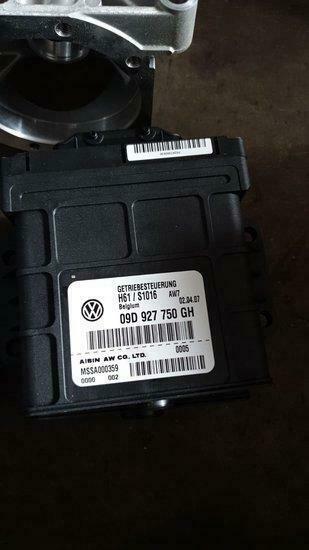 GETRIEBESTEUERUNG
H61 / S1016 AW7
Belgium 02.04.07
09D 927 750 GH
AISIN AW CO. LTD. 0005
MSSA000359
0000 002